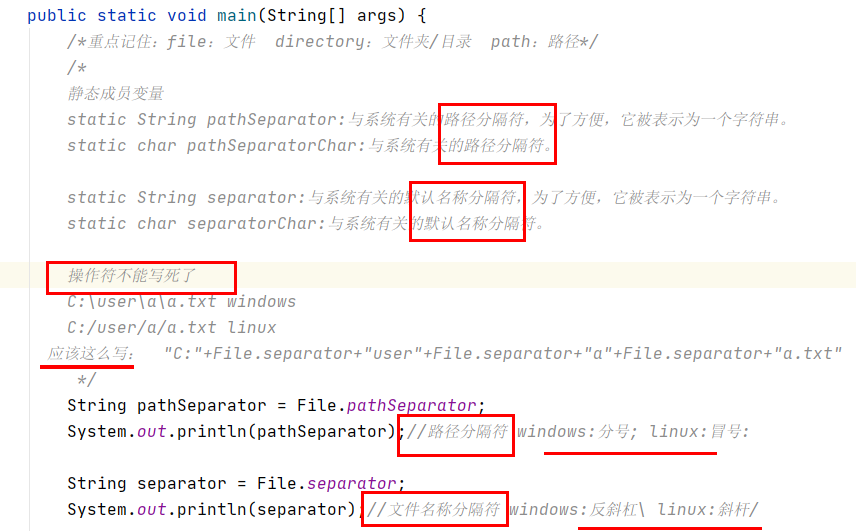 public static void main(String[] args) {
/*重点记住：file：文件  directory：文件夹/目录  path：路径*/
/*
静态成员变量
static String pathSeparator:与系统有关的路径分隔符，为了方便，它被表示为一个字符串。
static char pathSeparatorChar:与系统有关的路径分隔符。
static String separator:与系统有关的默认名称分隔符，为了方便，它被表示为一个字符串。
static char separatorChar:与系统有关的默认名称分隔符。
操作符不能写死了
C:\user\a\a.txt windows
C:/user/a/a.txt linux
应该这么写：  "C:"+File.separator+"user"+File.separator+"a"+File.separator+"a.txt"
*/
String pathSeparator = File.pathSeparator;
System.out.println(pathSeparator);//路径分隔符 windows:分号; linux:冒号:
String separator = File.separator;
System.out.println(separator);//文件名称分隔符 windows:反斜杠\ linux:斜杆/